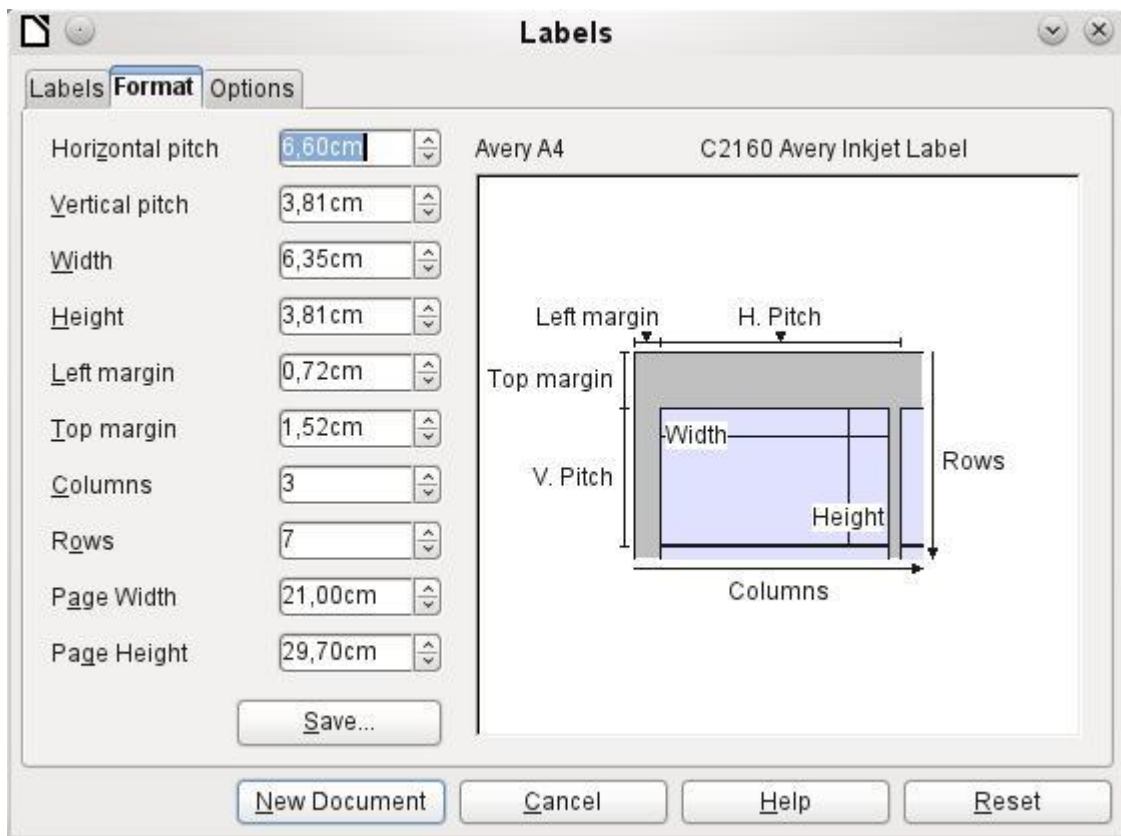 Labels
Labels Format Options
Horizontal pitch 6,60cm
Vertical pitch 3,81cm
Width 6,35cm
Height 3,81cm
Left margin 0,72cm
Top margin 1,52cm
Columns 3
Rows 7
Page Width 21,00cm
Page Height 29,70cm
Save...
Avery A4 C2160 Avery Inkjet Label
Left margin H. Pitch
Top margin
Width
V. Pitch
Rows
Height
Columns
New Document Cancel Help Reset